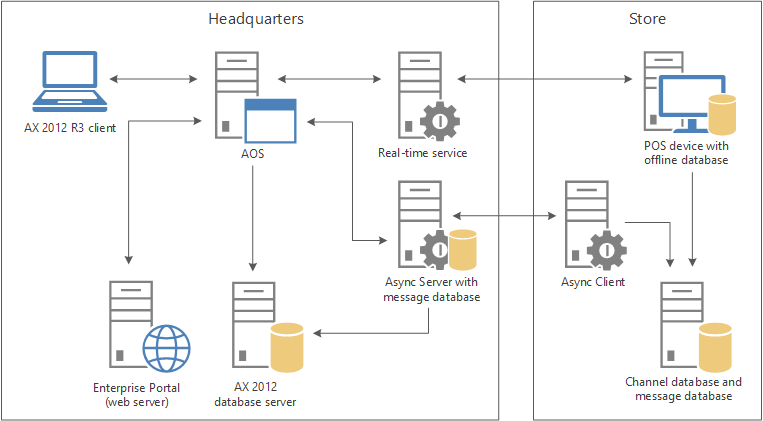 Headquarters
Store
AX 2012 R3 client
AOS
Real-time service
POS device with
offline database
Async Server with
message database
Async Client
Enterprise Portal
(web server)
AX 2012
database server
Channel database and
message database